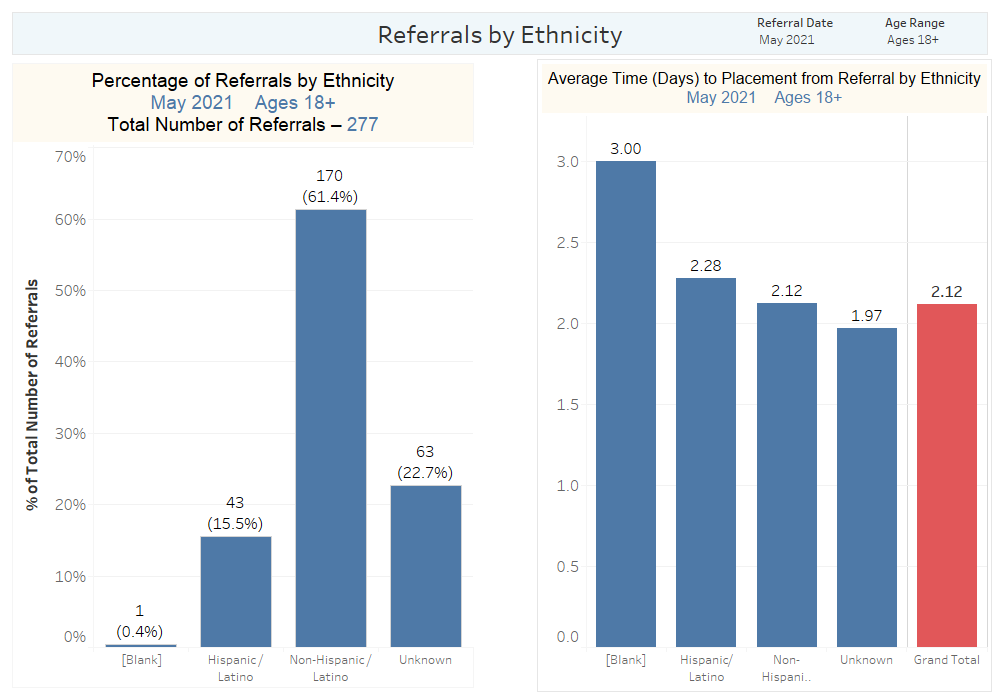 Referrals by Ethnicity
Referral Date
May 2021
Age Range
Ages 18+
Percentage of Referrals by Ethnicity
May 2021 Ages 18+
Total Number of Referrals – 277
% of Total Number of Referrals
70%
60%
50%
40%
30%
20%
10%
0%
1
(0.4%)
43
(15.5%)
170
(61.4%)
63
(22.7%)
[Blank]
Hispanic/
Latino
Non-Hispanic/
Latino
Unknown
Average Time (Days) to Placement from Referral by Ethnicity
May 2021 Ages 18+
3.0
2.5
2.0
1.5
1.0
0.5
0.0
3.00
2.28
2.12
1.97
2.12
[Blank]
Hispanic/
Latino
Non-
Hispani..
Unknown
Grand Total